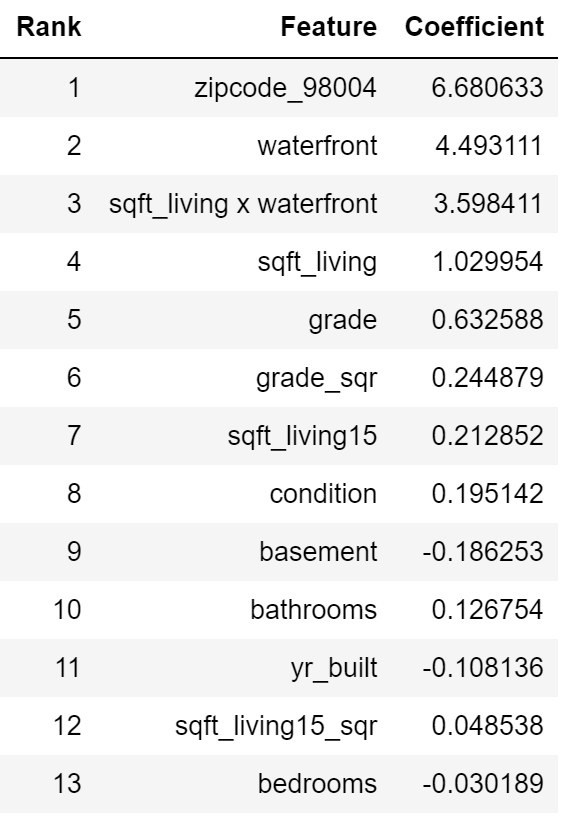 Rank Feature Coefficient
1 zipcode_98004 6.680633
2 waterfront 4.493111
3 sqft_living x waterfront 3.598411
4 sqft_living 1.029954
5 grade 0.632588
6 grade_sqr 0.244879
7 sqft_living15 0.212852
8 condition 0.195142
9 basement -0.186253
10 bathrooms 0.126754
11 yr_built -0.108136
12 sqft_living15_sqr 0.048538
13 bedrooms -0.030189